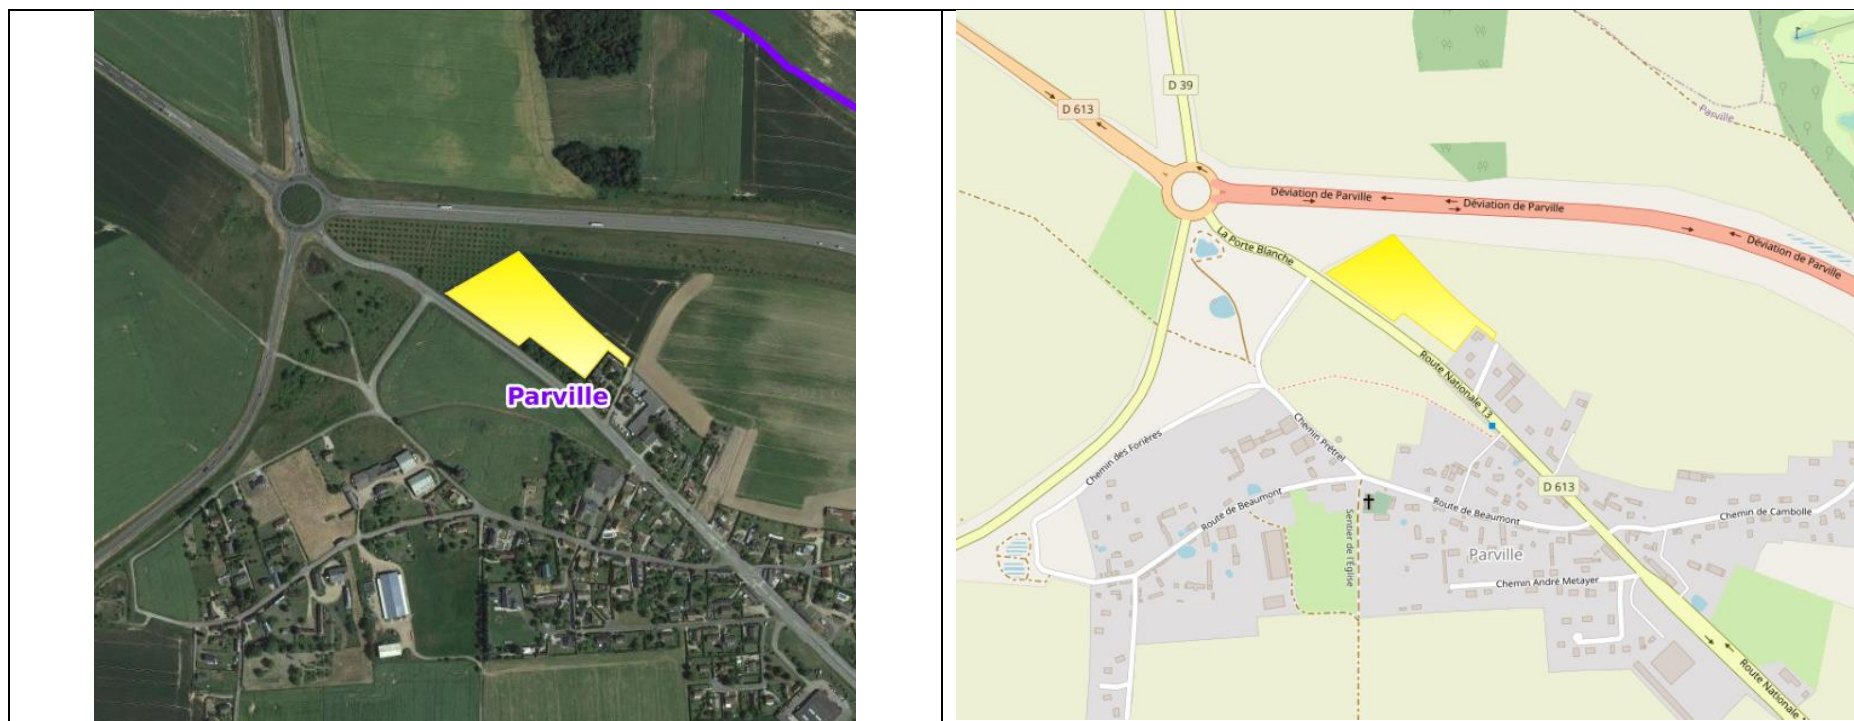 Parville
D 39
D 613
Parville
Déviation de Parville
Déviation de Parville
Déviation de Parville
La Porte Blanche
Route Nationale 13
Chemin des Forières
Chemin Prétrel
D 613
Route de Beaumont
Route de Beaumont
Chemin de Cambolle
Sentier de l'Église
Parville
Chemin André Metayer
Route Nationale